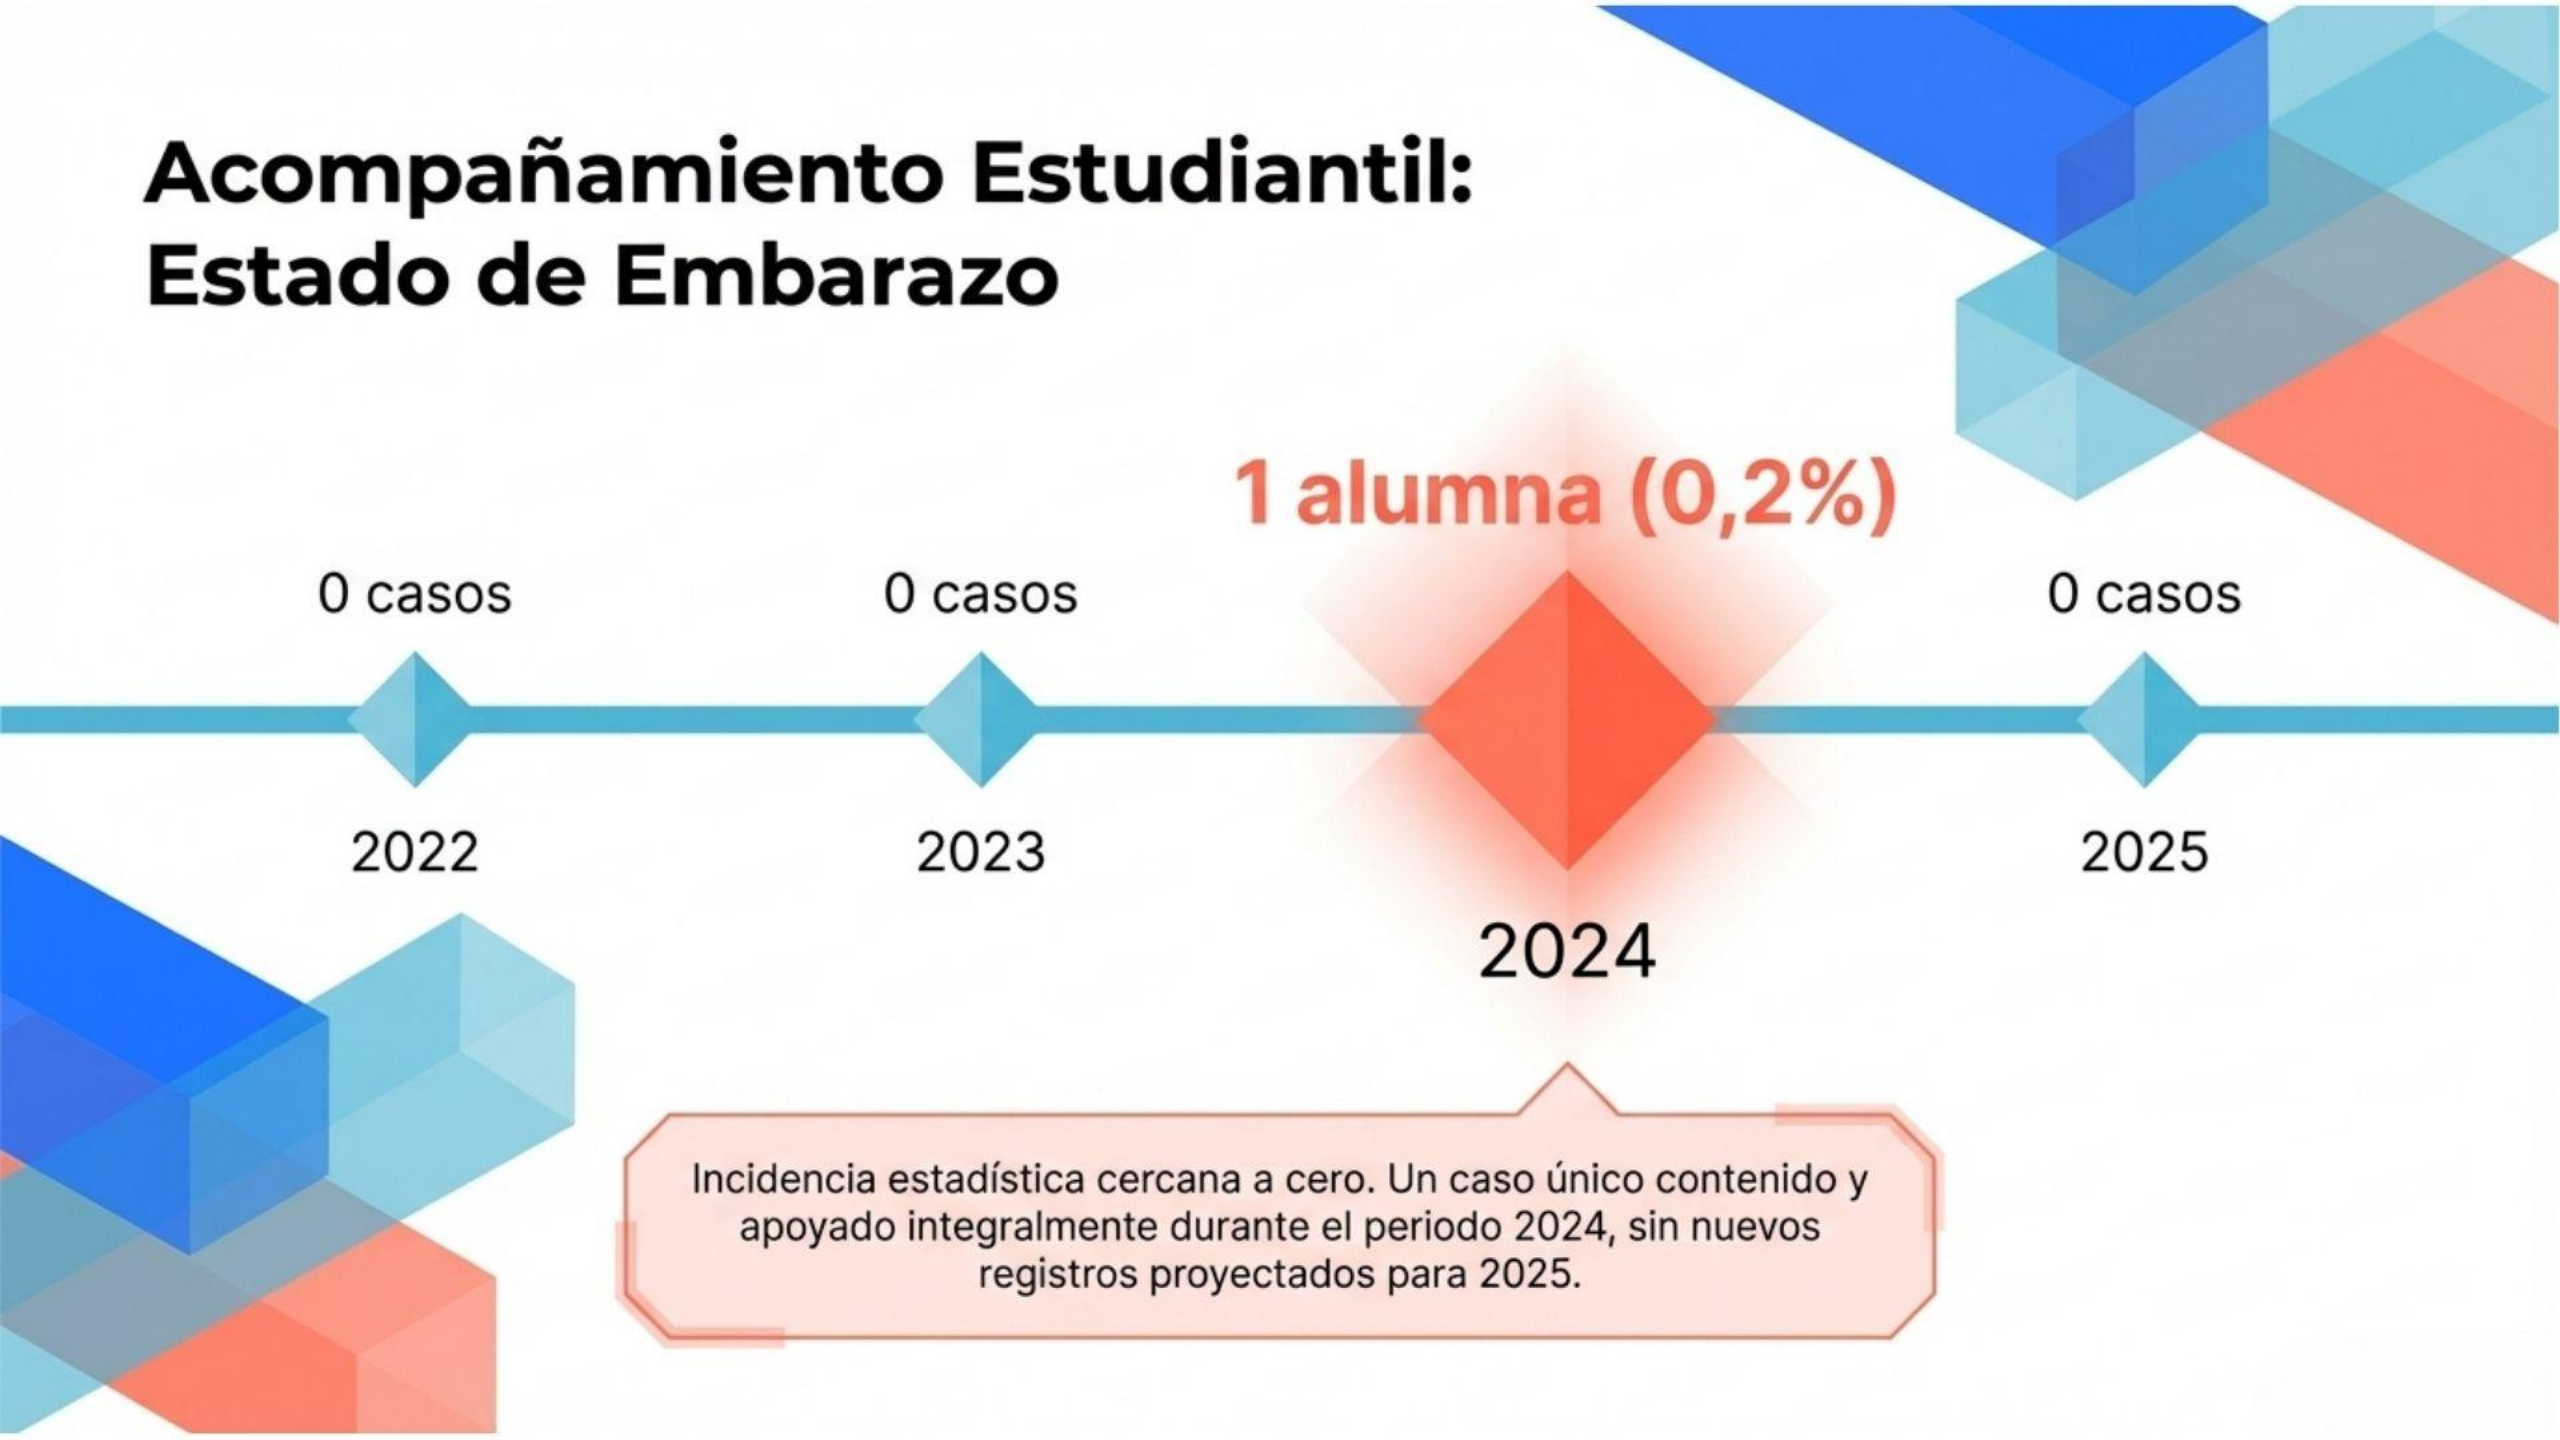 Acompañamiento Estudiantil:
Estado de Embarazo
1 alumna (0,2%)
0 casos
0 casos
0 casos
2022
2023
2024
2025
Incidencia estadística cercana a cero. Un caso único contenido y
apoyado integralmente durante el periodo 2024, sin nuevos
registros proyectados para 2025.